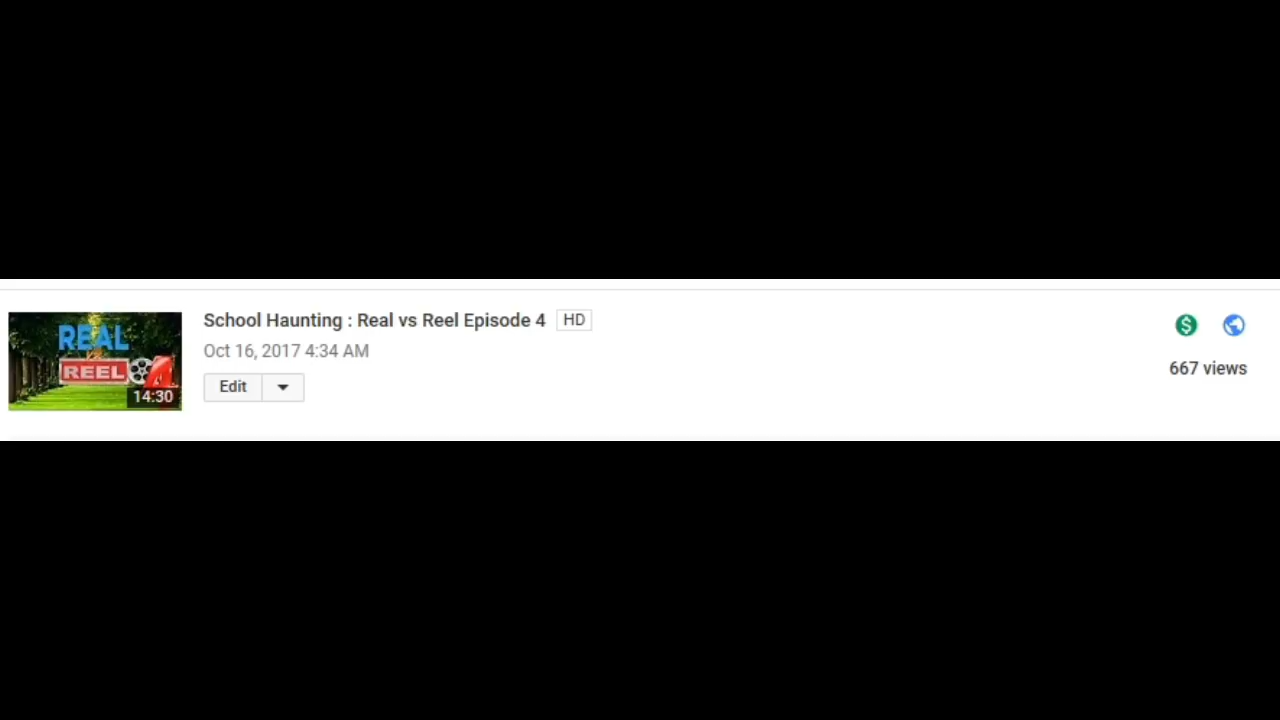 REAL
REEL
4
14:30
School Haunting : Real vs Reel Episode 4 HD
Oct 16, 2017 4:34 AM
Edit
$
667 views